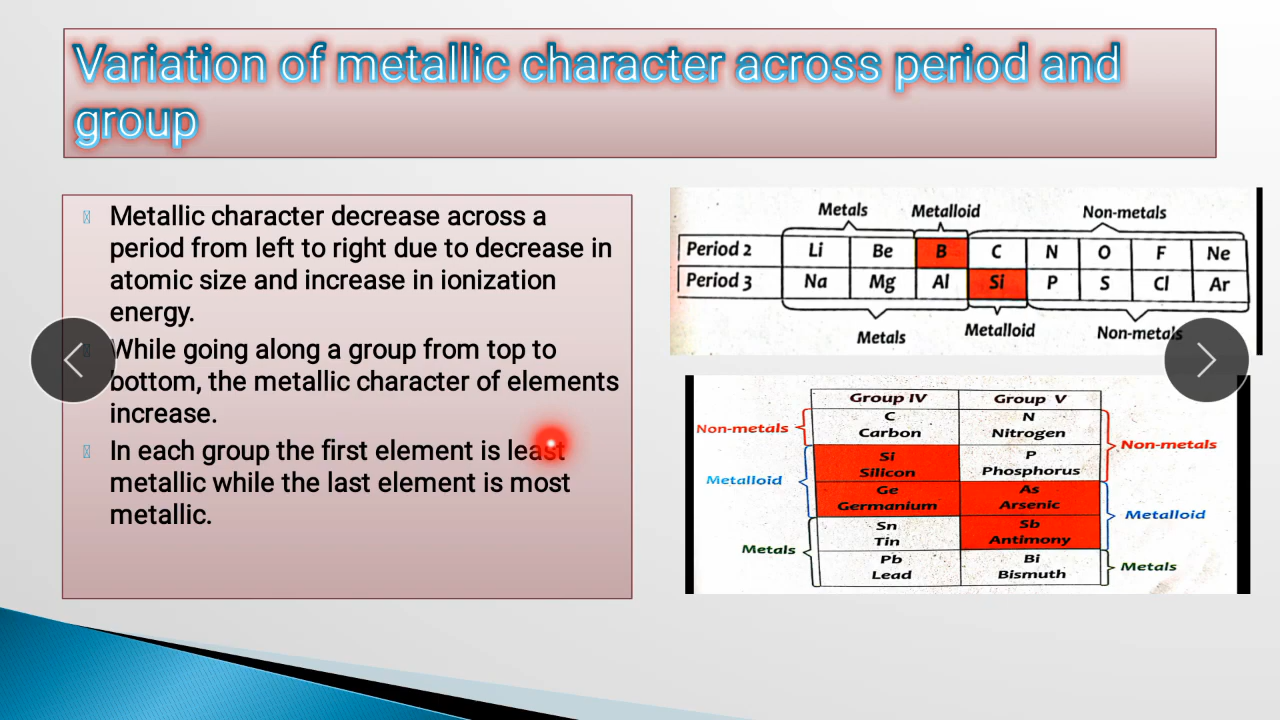 Variation of metallic character across period and
group
Metallic character decrease across a
period from left to right due to decrease in
atomic size and increase in ionization
energy.
While going along a group from top to
bottom, the metallic character of elements
increase.
In each group the first element is least
metallic while the last element is most
metallic.
Metals Metalloid Non-metals
Period 2 Li Be B C N O F Ne
Period 3 Na Mg Al Si P S Cl Ar
Metals Metalloid Non-metals
Group IV Group V
C N
Non-metals Carbon Nitrogen Non-metals
Si P
Silicon Phosphorus
Metalloid Ge As Metalloid
Germanium Arsenic
Sn Sb
Tin Antimony
Metals Pb Bi Metals
Lead Bismuth